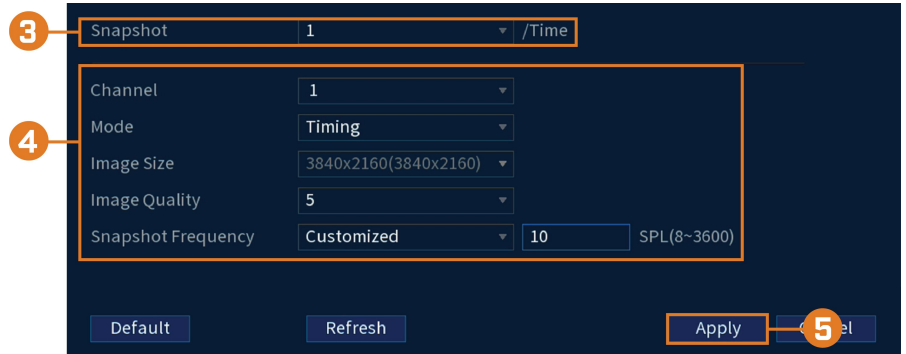 3 Snapshot 1 /Time
Channel 1
4
Mode Timing
Image Size 3840x2160(3840x2160)
Image Quality 5
Snapshot Frequency Customized 10 SPL(8~3600)
Default Refresh Apply 5 el